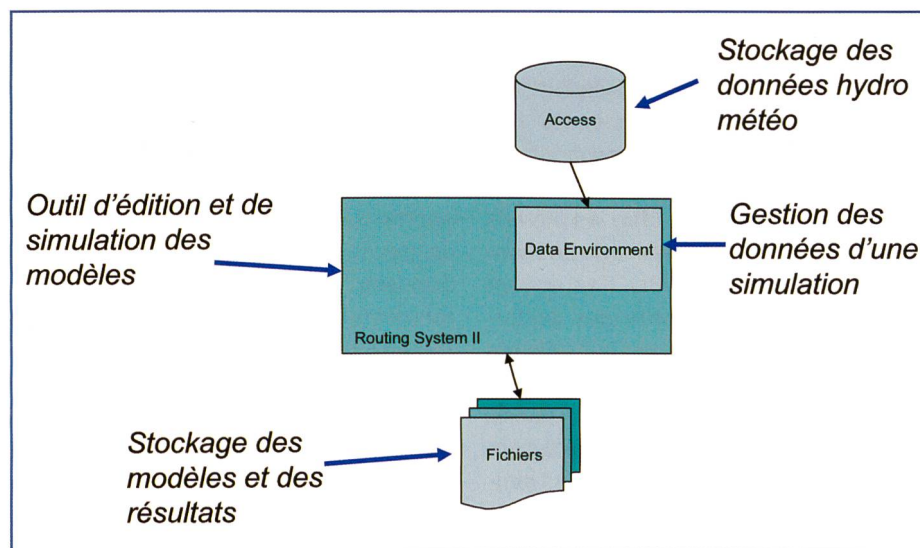 Stockage des
données hydro
météo
Access
Outil d'édition et de
simulation des
modèles
Data Environment
Gestion des
données d'une
simulation
Routing System II
Stockage des
modèles et des
résultats
Fichiers